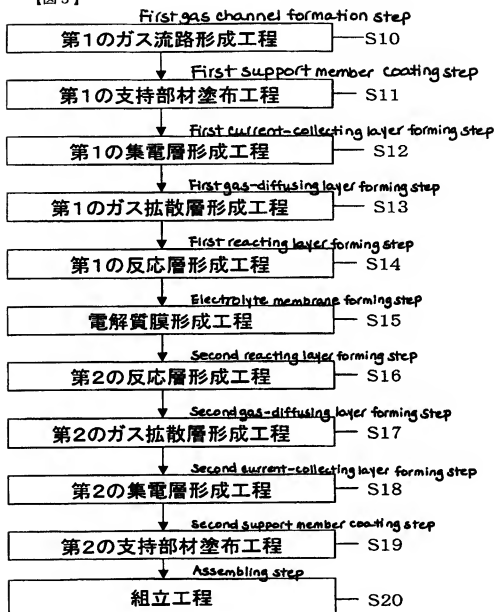 First gas channel formation step
第1のガス流路形成工程 S10
First support member coating step
第1の支持部材塗布工程 S11
First current-collecting layer forming step
第1の集電層形成工程 S12
First gas-diffusing layer forming step
第1のガス拡散層形成工程 S13
First reacting layer forming step
第1の反応層形成工程 S14
Electrolyte membrane forming step
電解質膜形成工程 S15
Second reacting layer forming step
第2の反応層形成工程 S16
Second gas-diffusing layer forming step
第2のガス拡散層形成工程 S17
Second current-collecting layer forming step
第2の集電層形成工程 S18
Second support member coating step
第2の支持部材塗布工程 S19
Assembling step
組立工程 S20